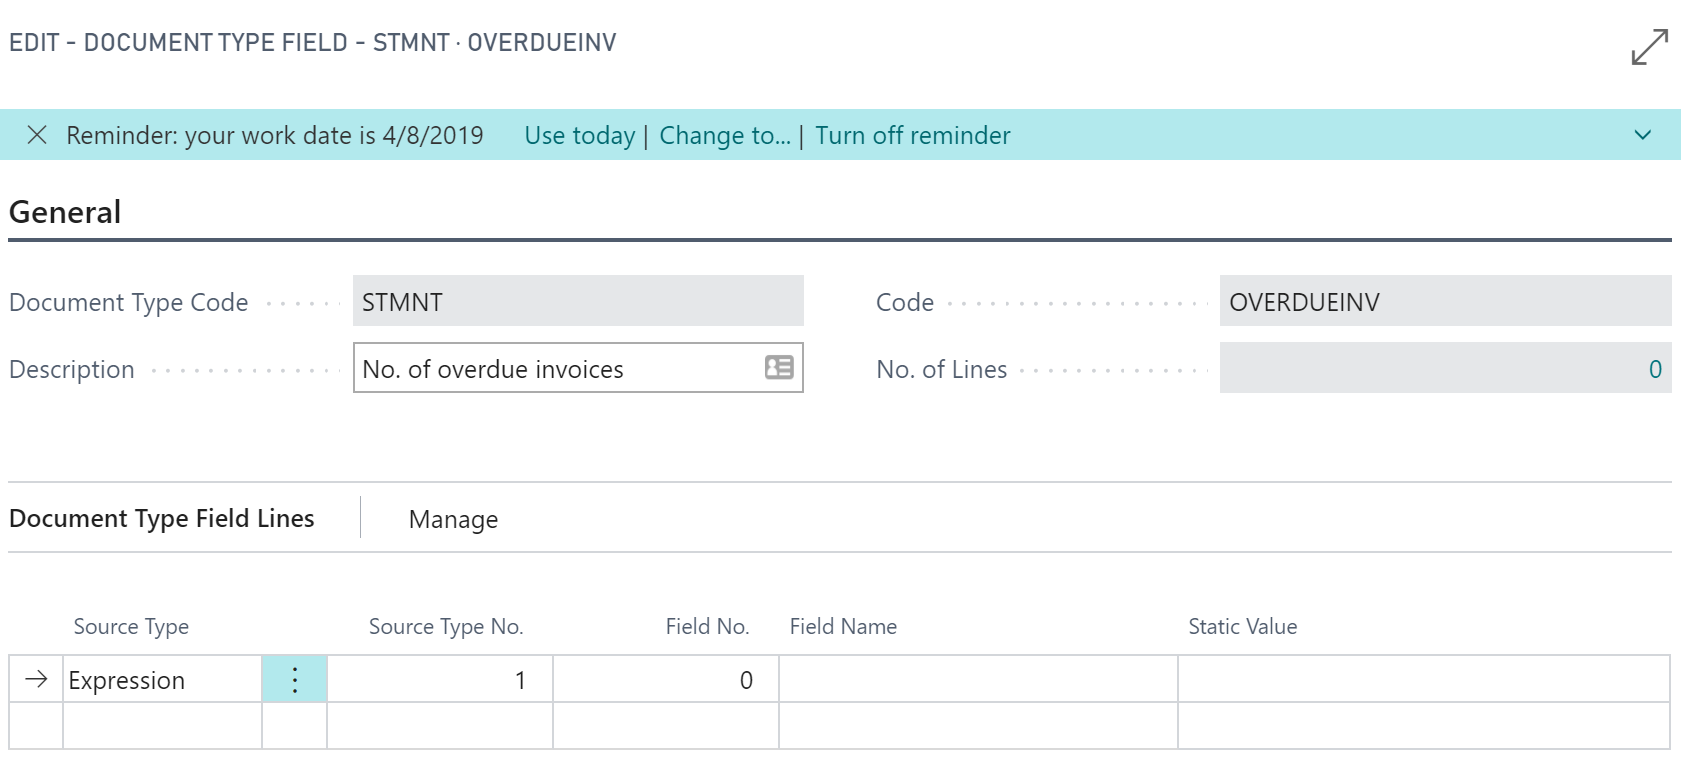 EDIT - DOCUMENT TYPE FIELD - STMNT · OVERDUEINV
Reminder: your work date is 4/8/2019 Use today | Change to... | Turn off reminder
General
Document Type Code STMNT Code OVERDUEINV
Description No. of overdue invoices No. of Lines 0
Document Type Field Lines Manage
Source Type Source Type No. Field No. Field Name Static Value
Expression 1 0